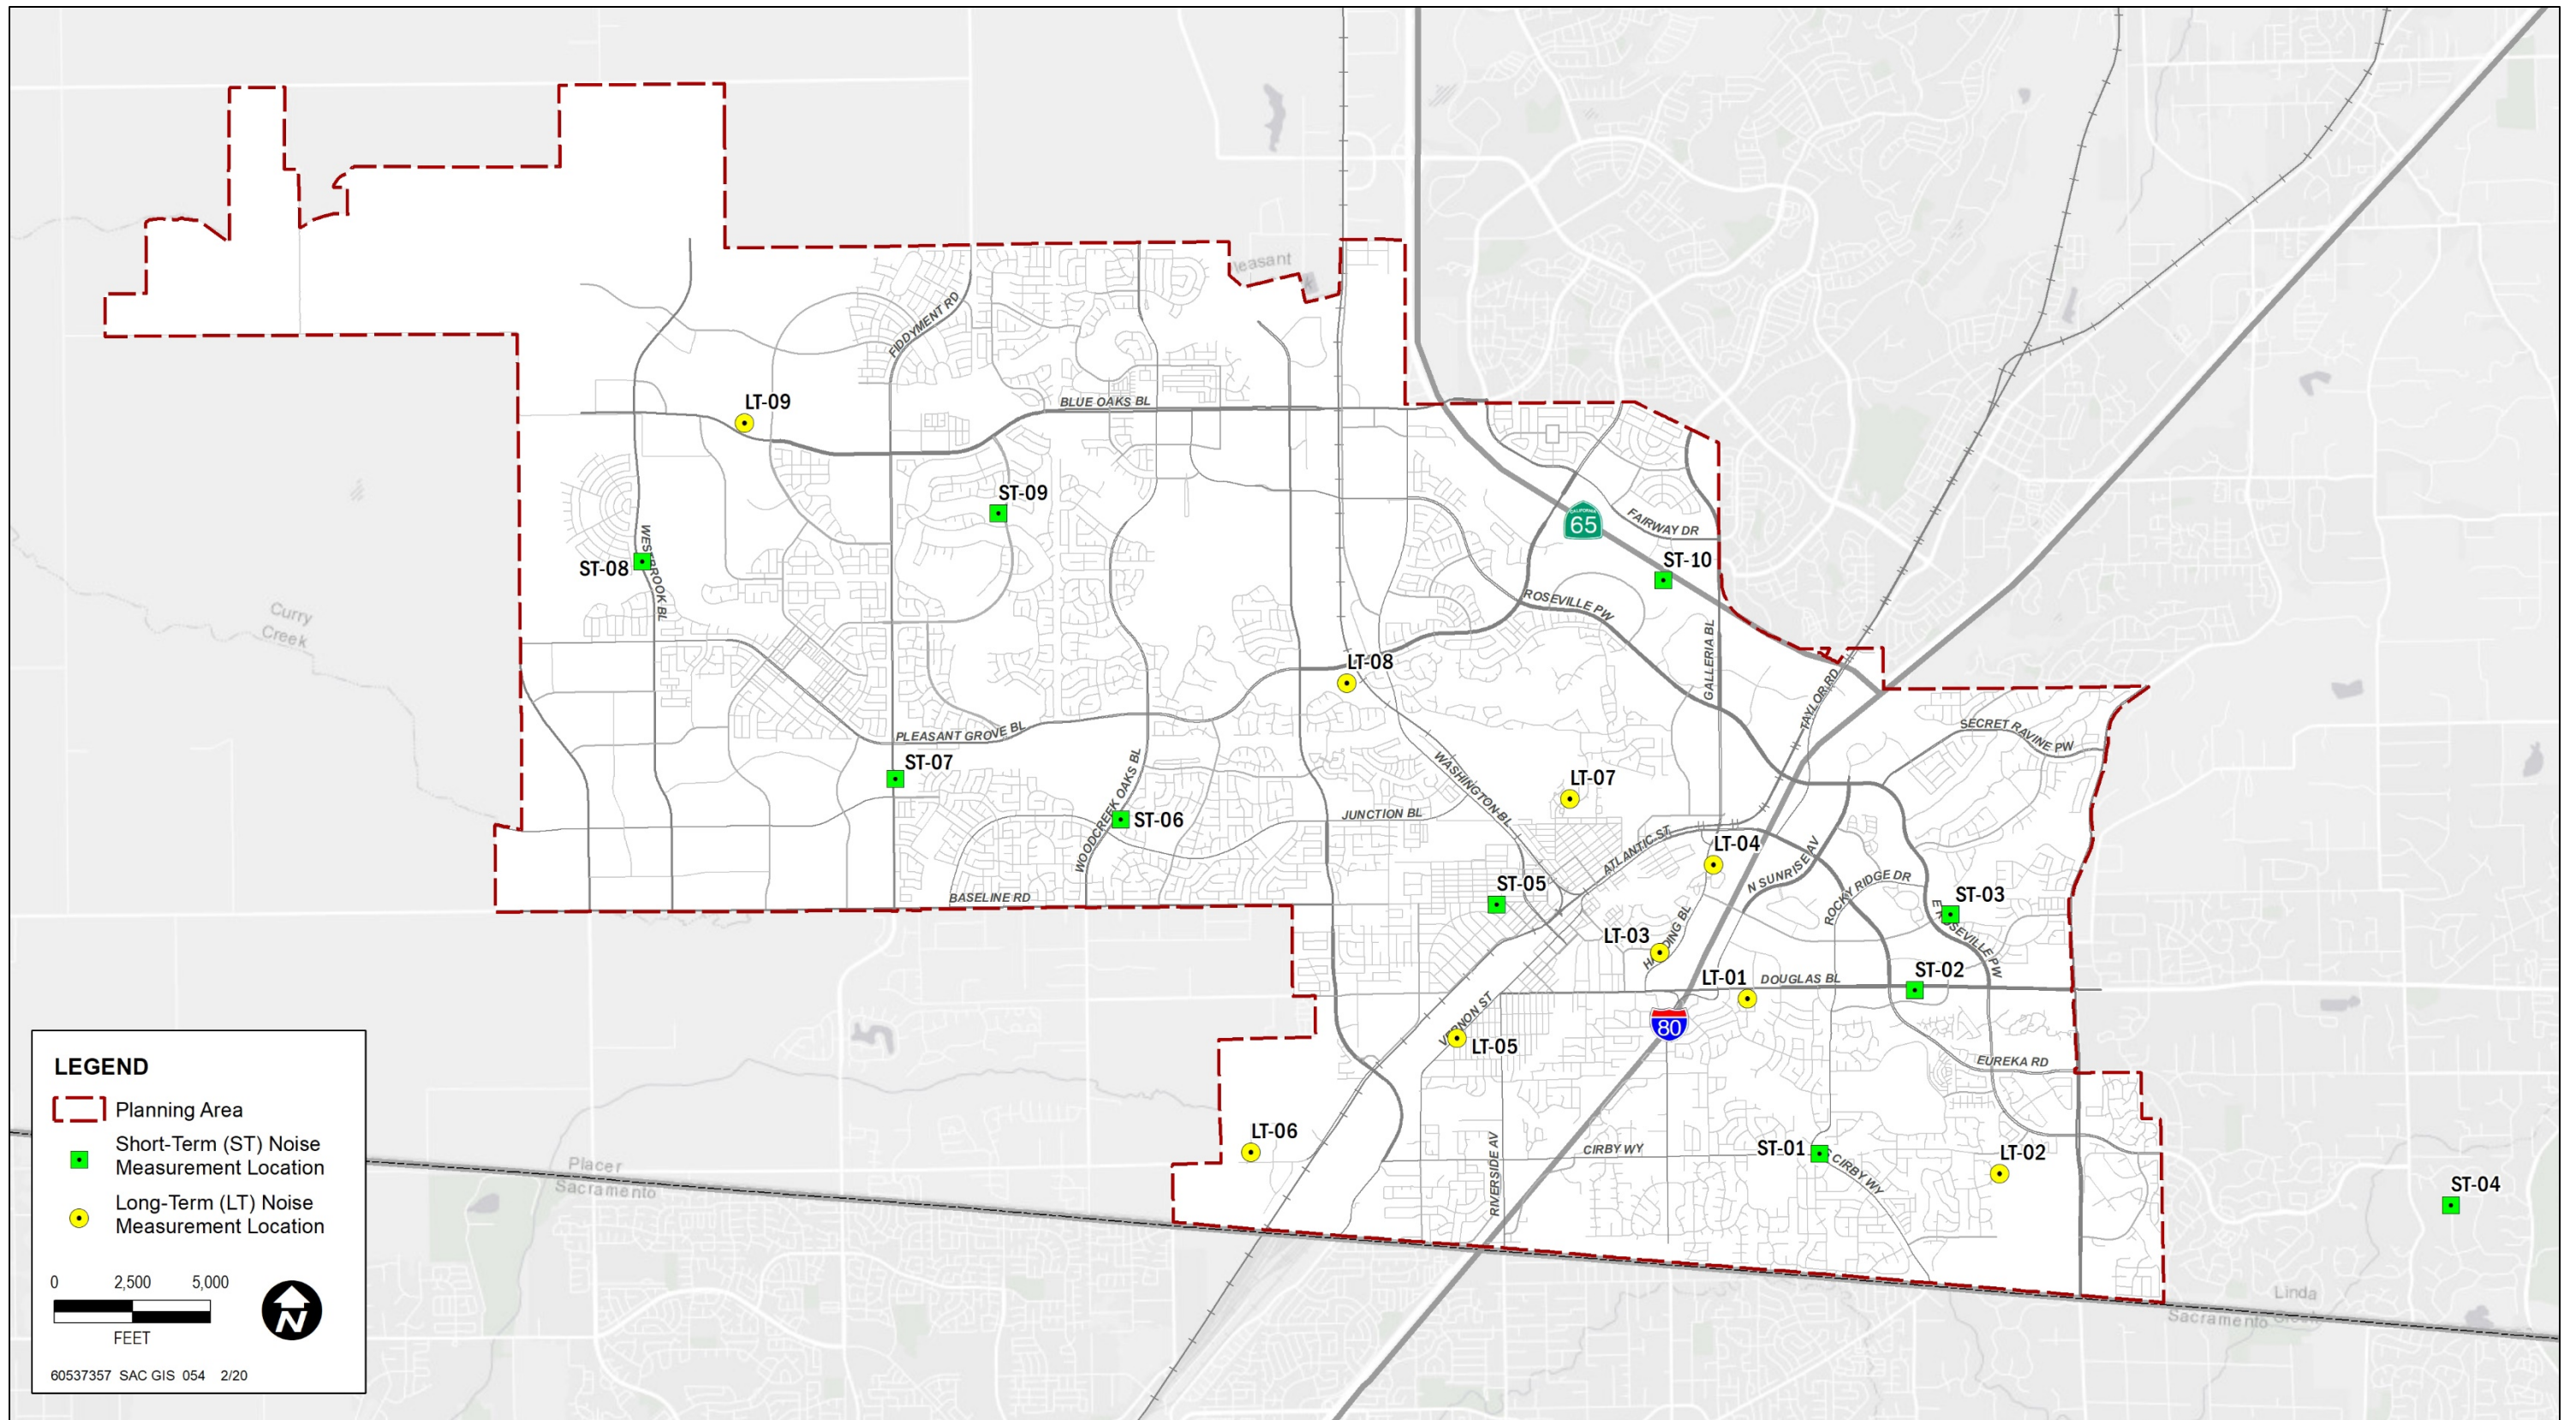 leasant
FIDDYMENT RD
LT-09
BLUE OAKS BL
ST-09
CALIFORNIA
65
FAIRWAY DR
ST-08
WESTBROOK BL
ST-10
ROSEVILLE PW
Curry
Creek
GALLERIA BL
LT-08
TAYLOR RD
SECRET RAVINE PW
PLEASANT GROVE BL
ST-07
WOODCREEK OAKS BL
WASHINGTON BL
LT-07
ST-06
JUNCTION BL
ATLANTIC ST
LT-04
N SUNRISE AV
ROCKY RIDGE DR
ST-05
ST-03
BASELINE RD
E ROSEVILLE PW
LT-03
HARDING BL
LT-01
DOUGLAS BL
ST-02
VERNON ST
80
LT-05
EUREKA RD
LT-06
RIVERSIDE AV
CIRBY WY
ST-01
S CIRBY WY
LT-02
ST-04
Placer
Sacramento
Linda
Creek
Sacramento
LEGEND
Planning Area
Short-Term (ST) Noise
Measurement Location
Long-Term (LT) Noise
Measurement Location
0 2,500 5,000
FEET
N
60537357 SAC GIS 054 2/20